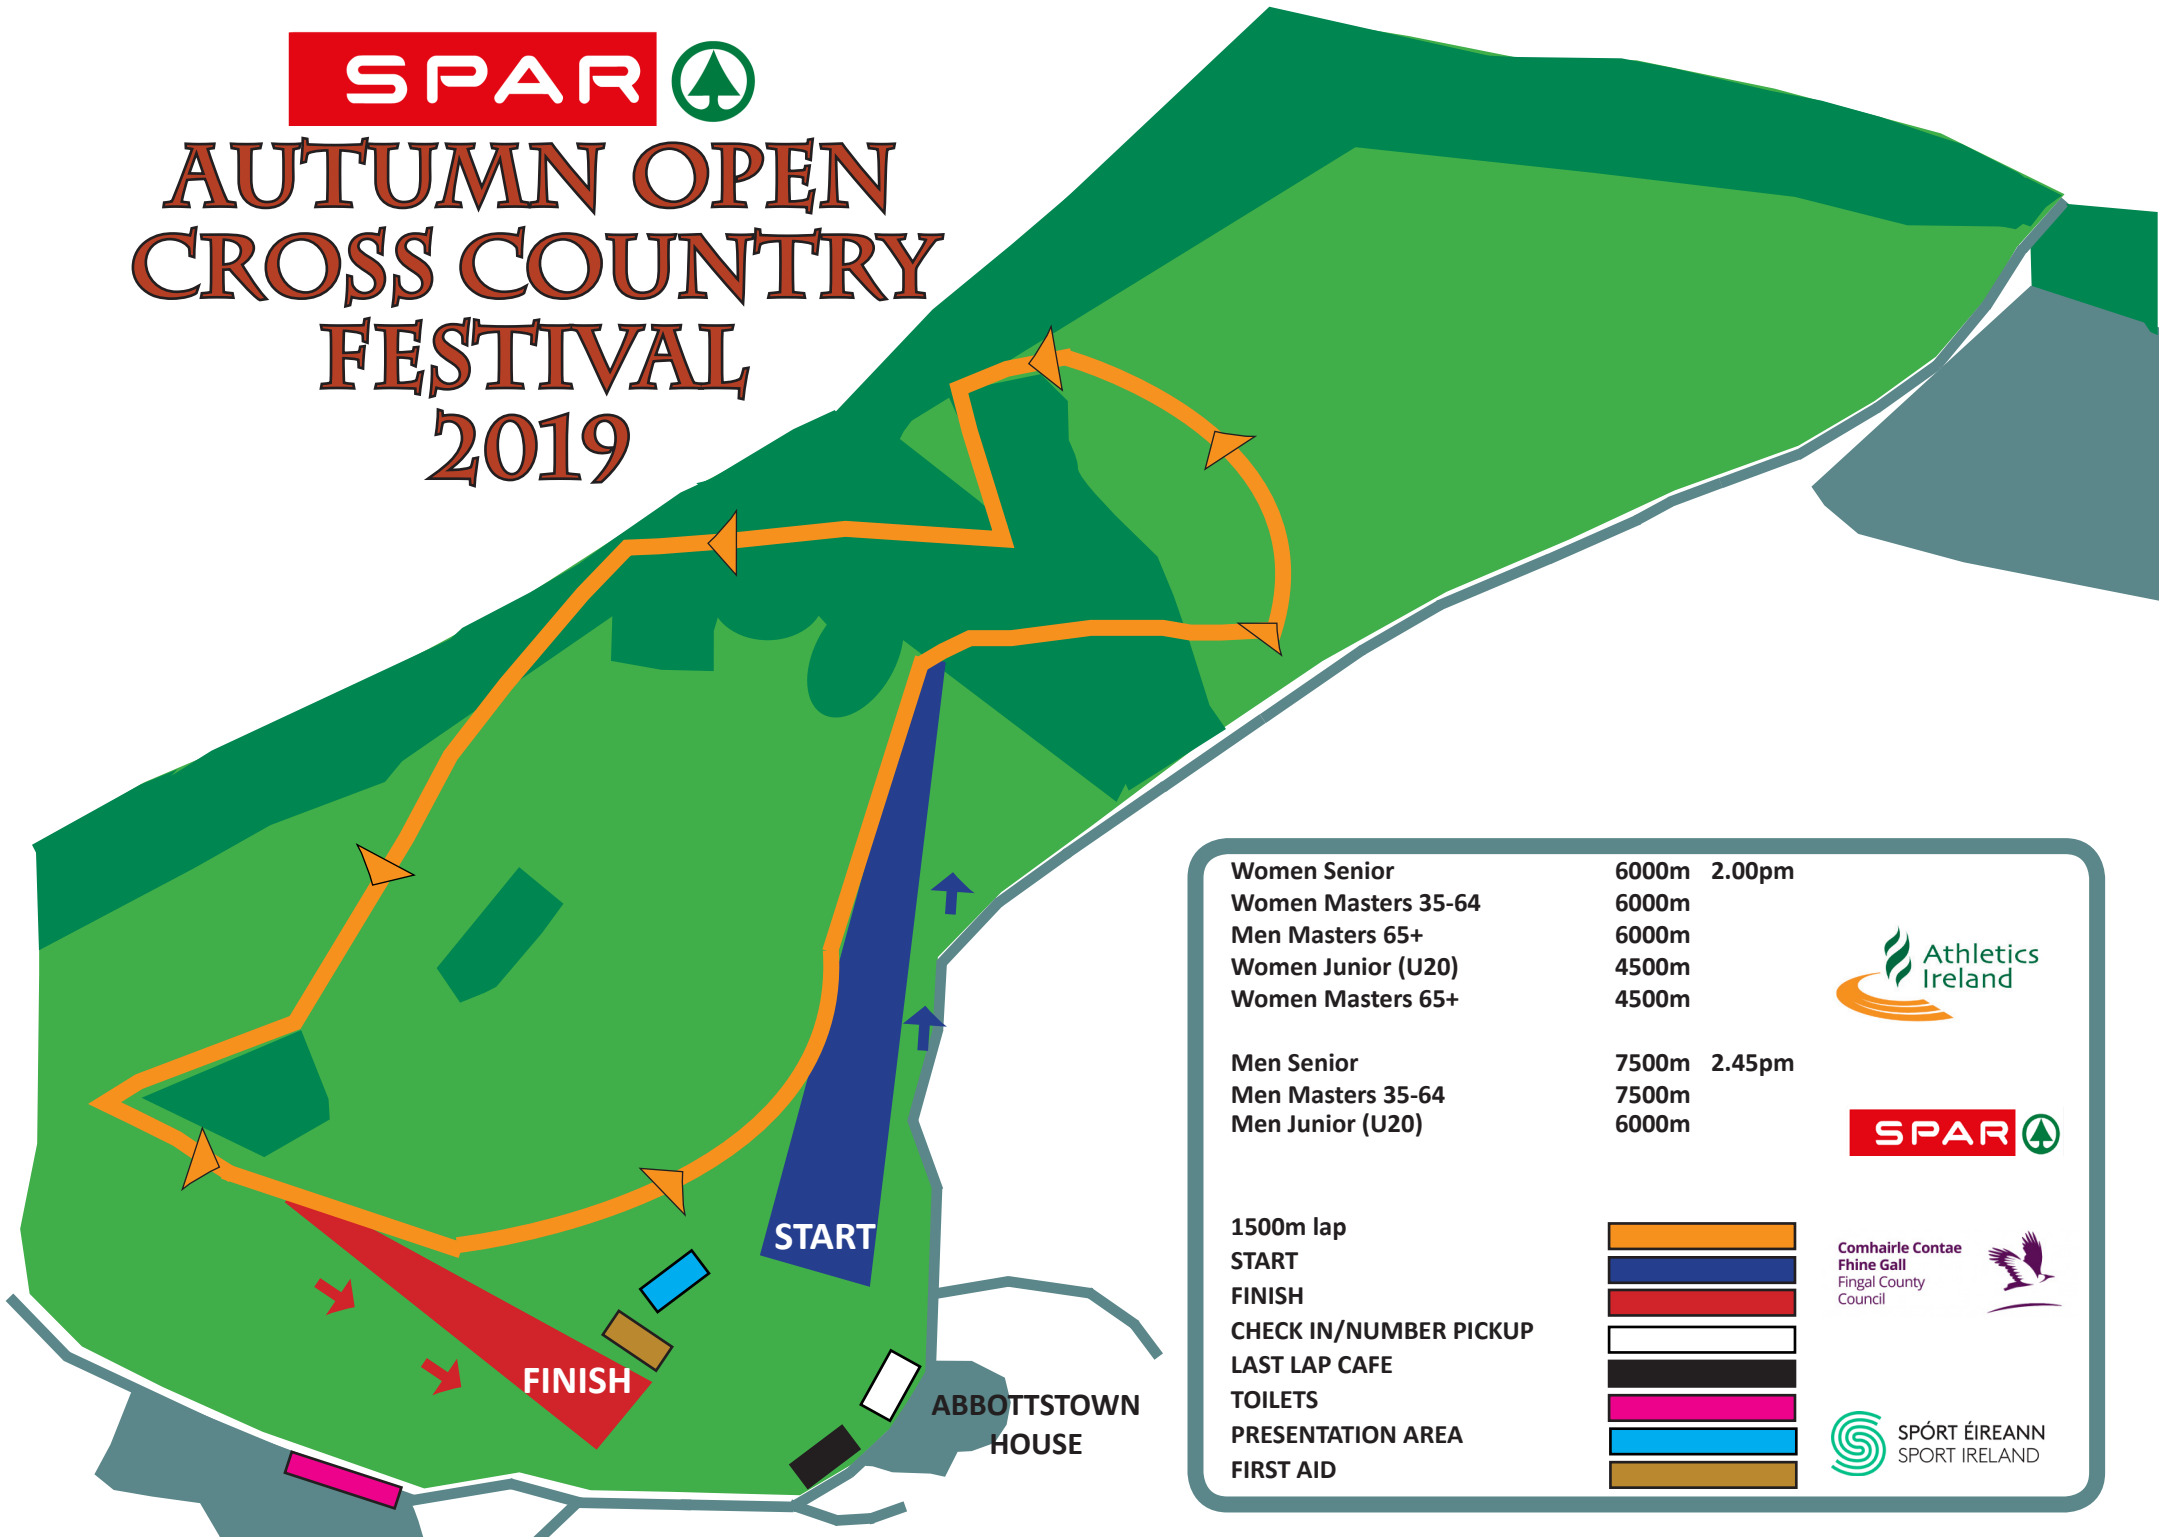 SPAR
AUTUMN OPEN
CROSS COUNTRY
FESTIVAL
2019
START
FINISH
ABBOTTSTOWN
HOUSE
Women Senior 6000m 2.00pm
Women Masters 35-64 6000m
Men Masters 65+ 6000m
Women Junior (U20) 4500m
Women Masters 65+ 4500m
Men Senior 7500m 2.45pm
Men Masters 35-64 7500m
Men Junior (U20) 6000m
1500m lap
START
FINISH
CHECK IN/NUMBER PICKUP
LAST LAP CAFE
TOILETS
PRESENTATION AREA
FIRST AID
Athletics
Ireland
SPAR
Comhairle Contae
Fhine Gall
Fingal County
Council
SPÓRT ÉIREANN
SPORT IRELAND